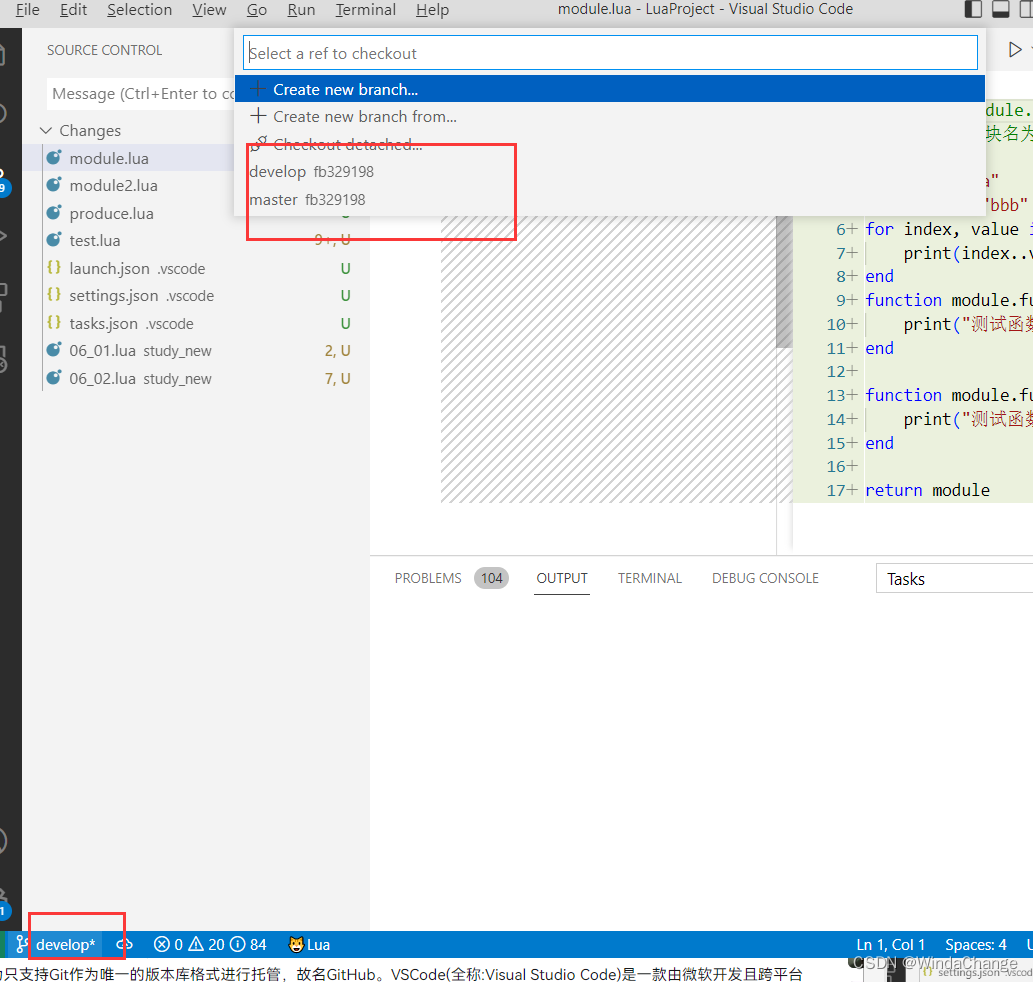 File Edit Selection View Go Run Terminal Help module.lua - LuaProject - Visual Studio Code
SOURCE CONTROL
Select a ref to checkout
Message (Ctrl+Enter to co
Create new branch...
Create new branch from...
Checkout detached...
develop fb329198
master fb329198
Changes
module.lua
module2.lua
produce.lua
test.lua 9+, U
launch.json .vscode U
settings.json .vscode U
tasks.json .vscode U
06_01.lua study_new 2, U
06_02.lua study_new 7, U
dule.
块名为
a"
"bbb"
6+ for index, value i
7+ print(index..v
8+ end
9+ function module.fu
10+ print("测试函数
11+ end
12+
13+ function module.fu
14+ print("测试函数
15+ end
16+
17+ return module
PROBLEMS 104 OUTPUT TERMINAL DEBUG CONSOLE Tasks
9
1
develop* 0 20 84 Lua Ln 1, Col 1 Spaces: 4
只支持Git作为唯一的版本库格式进行托管，故名GitHub。VSCode(全称:Visual Studio Code)是一款由微软开发且跨平台
{} settings.json .vscod
CSDN @WindaChange